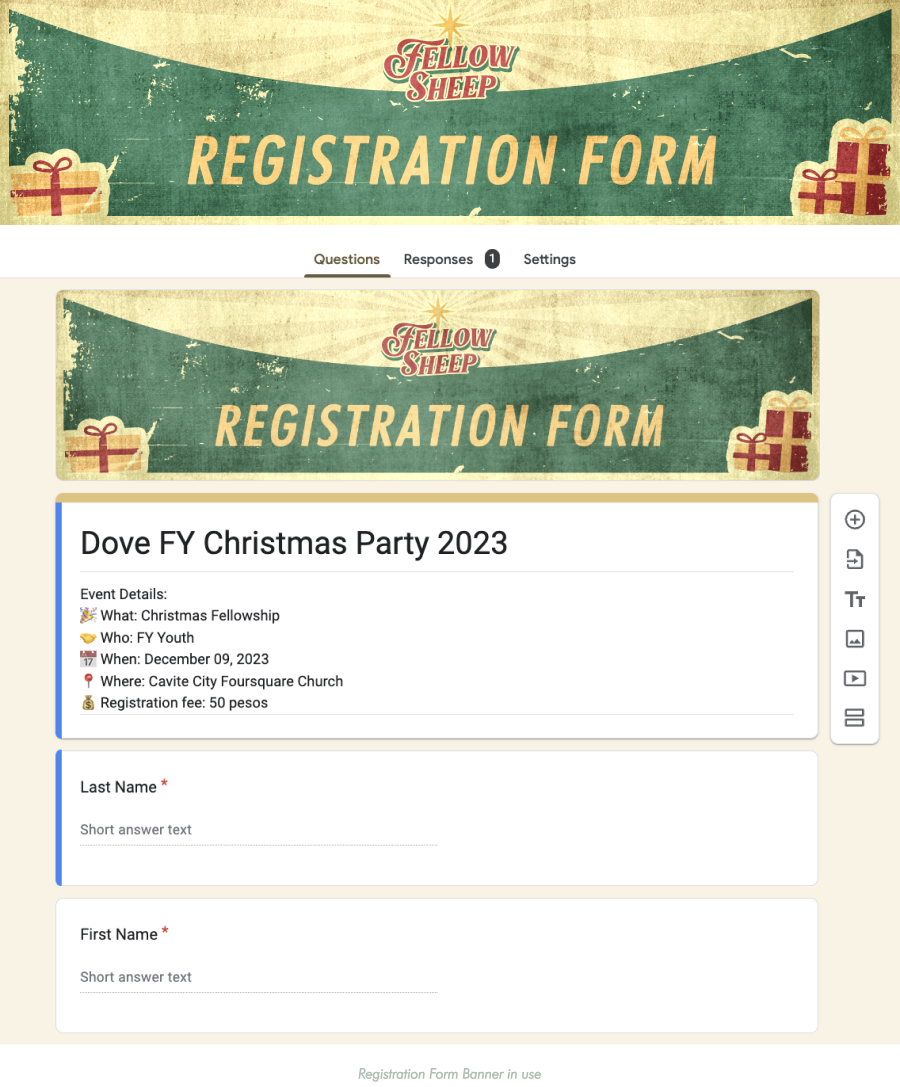 FELLOW
SHEEP
REGISTRATION FORM
Questions Responses 1 Settings
FELLOW
SHEEP
REGISTRATION FORM
Dove FY Christmas Party 2023
Event Details:
🎉 What: Christmas Fellowship
🤝 Who: FY Youth
📅 When: December 09, 2023
📍 Where: Cavite City Foursquare Church
💰 Registration fee: 50 pesos
Last Name *
Short answer text
First Name *
Short answer text
Registration Form Banner in use